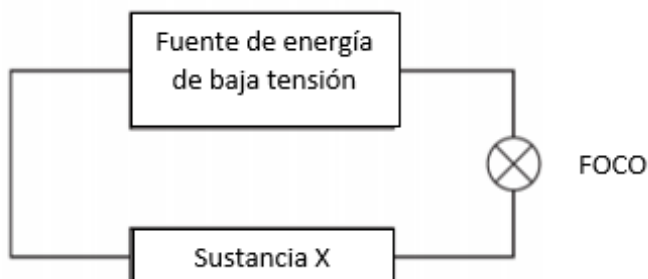 Fuente de energía
de baja tensión
FOCO
Sustancia X